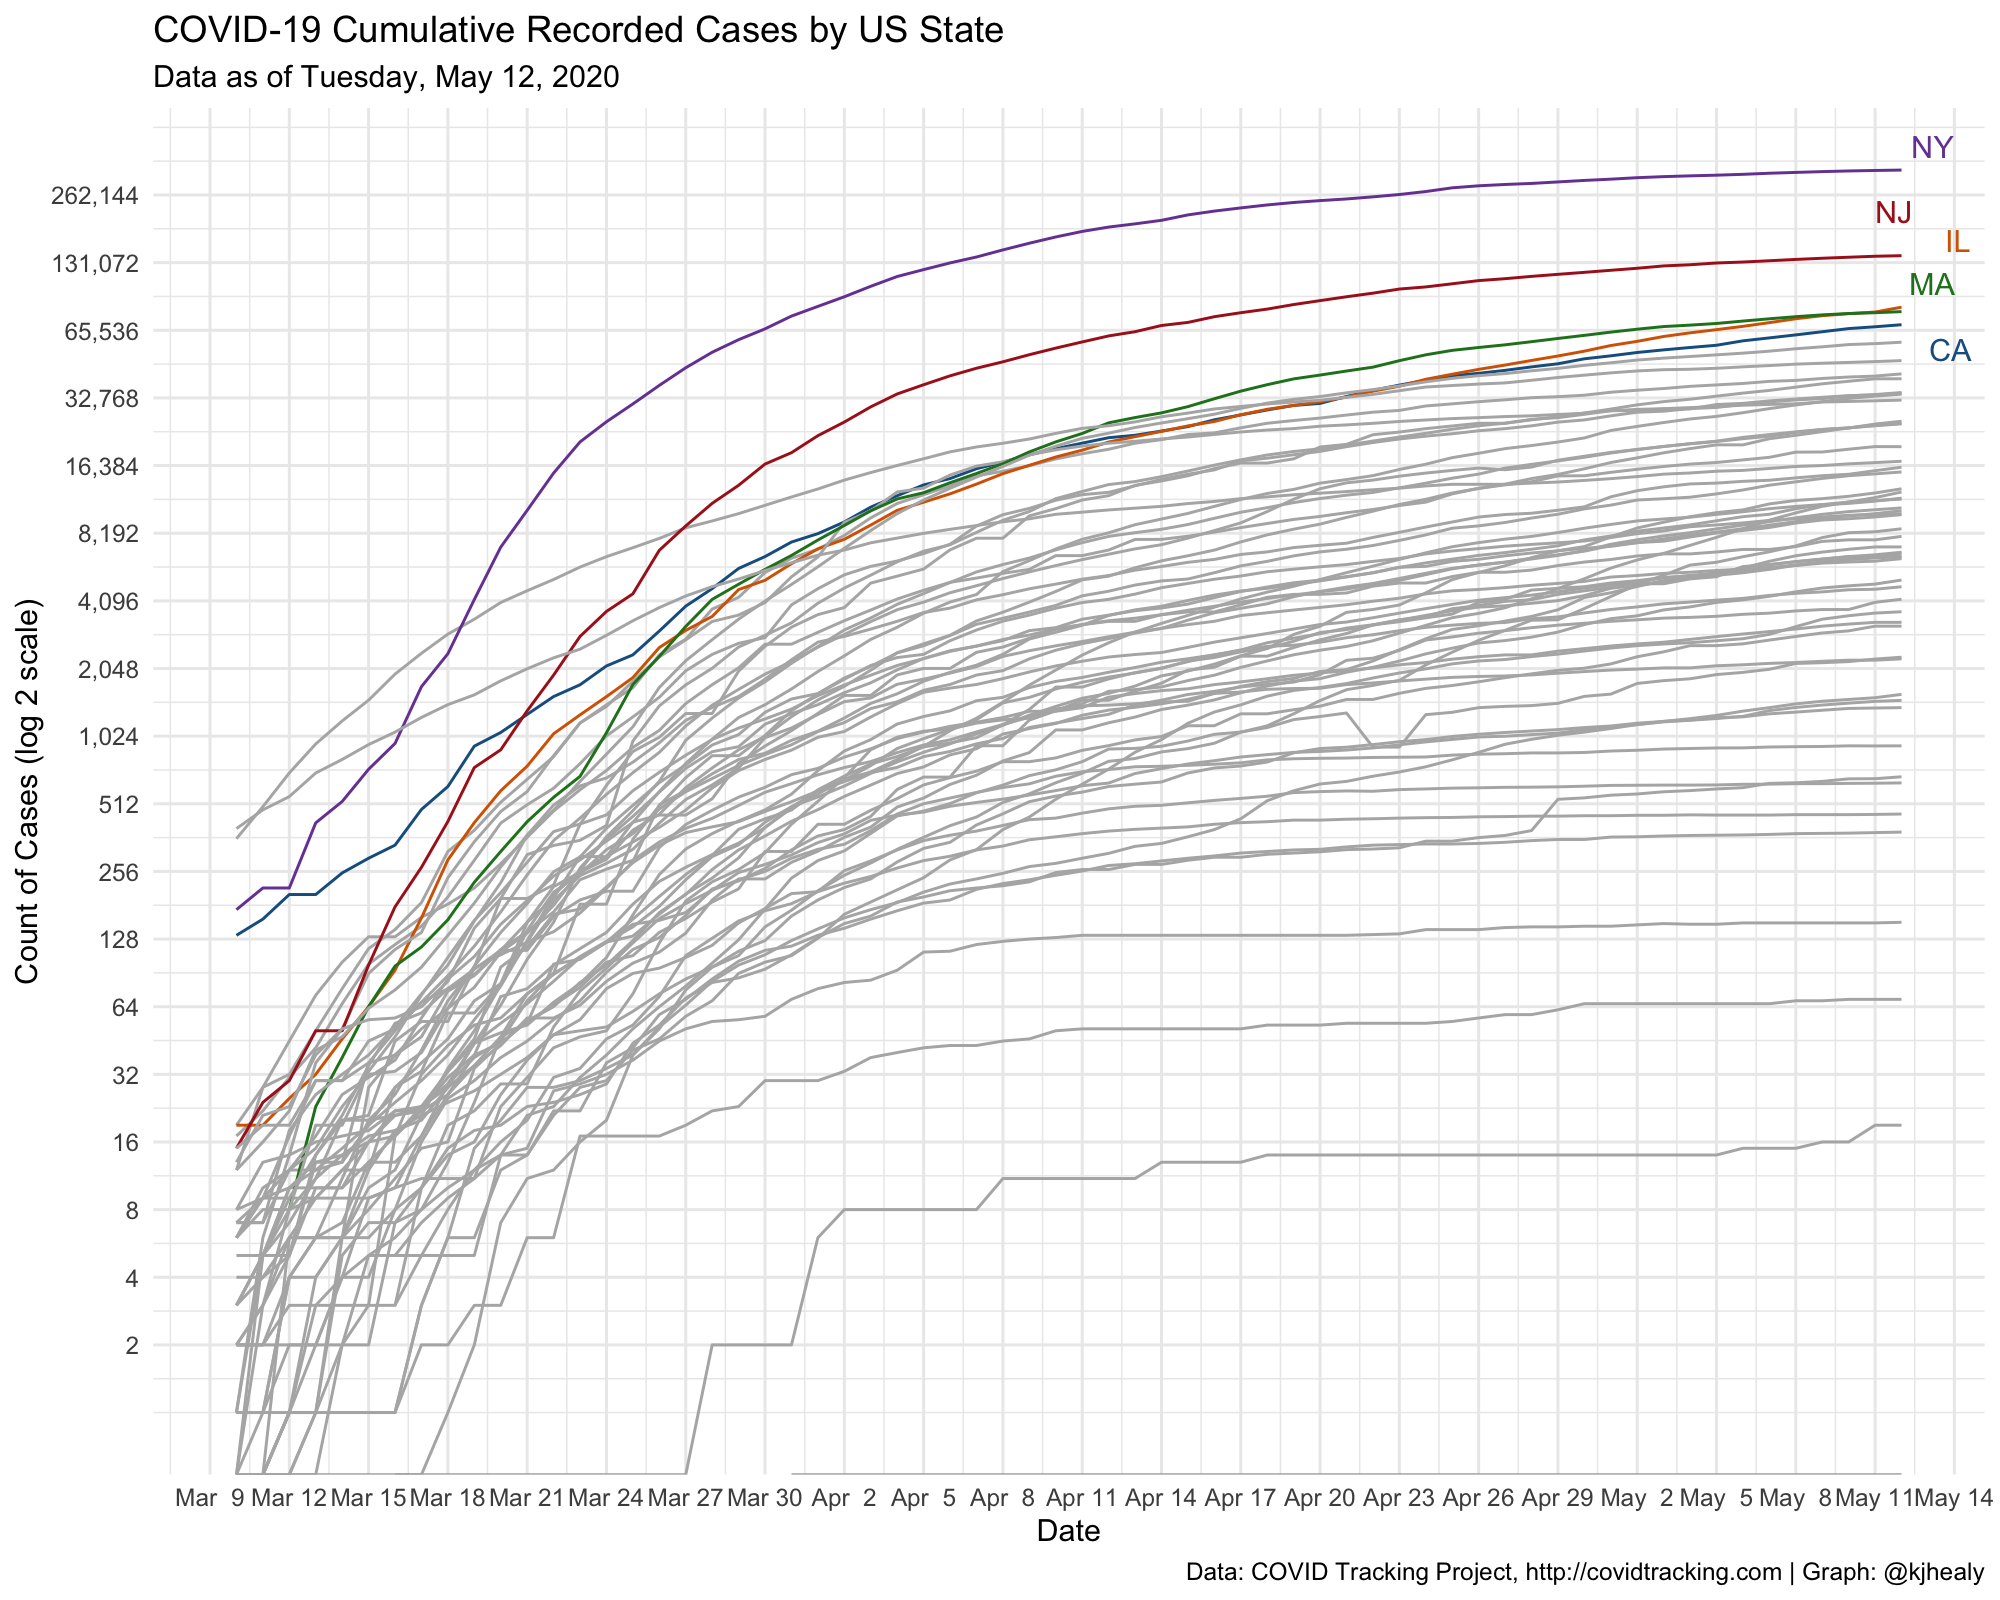 COVID-19 Cumulative Recorded Cases by US State
Data as of Tuesday, May 12, 2020
NY
NJ
IL
MA
CA
262,144
131,072
65,536
32,768
16,384
8,192
4,096
2,048
1,024
512
256
128
64
32
16
8
4
2
Count of Cases (log 2 scale)
Mar 9 Mar 12 Mar 15 Mar 18 Mar 21 Mar 24 Mar 27 Mar 30 Apr 2 Apr 5 Apr 8 Apr 11 Apr 14 Apr 17 Apr 20 Apr 23 Apr 26 Apr 29 May 2 May 5 May 8 May 11 May 14
Date
Data: COVID Tracking Project, http://covidtracking.com | Graph: @kjhealy